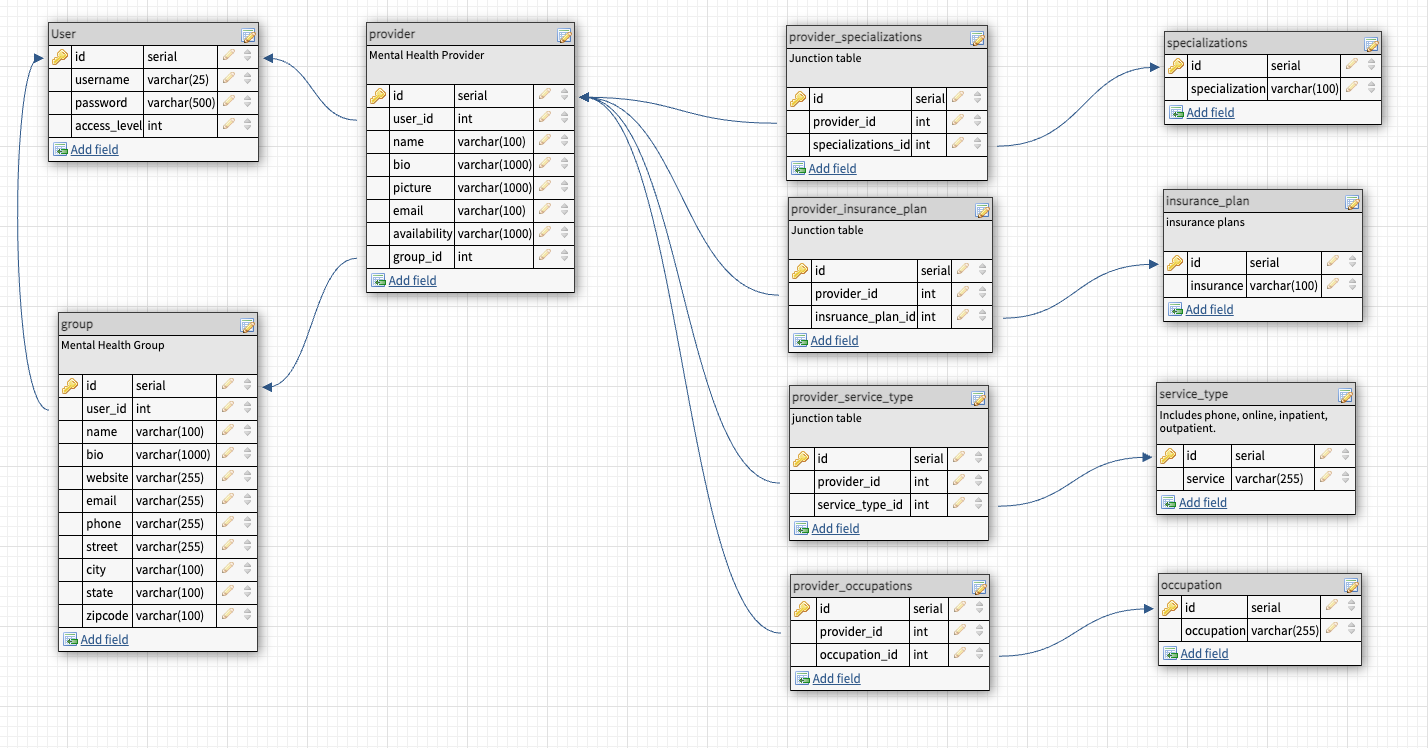 User
id serial
username varchar(25)
password varchar(500)
access_level int
Add field
provider
Mental Health Provider
id serial
user_id int
name varchar(100)
bio varchar(1000)
picture varchar(1000)
email varchar(100)
availability varchar(1000)
group_id int
Add field
group
Mental Health Group
id serial
user_id int
name varchar(100)
bio varchar(1000)
website varchar(255)
email varchar(255)
phone varchar(255)
street varchar(255)
city varchar(100)
state varchar(100)
zipcode varchar(100)
Add field
provider_specializations
Junction table
id serial
provider_id int
specializations_id int
Add field
provider_insurance_plan
Junction table
id serial
provider_id int
insruance_plan_id int
Add field
provider_service_type
junction table
id serial
provider_id int
service_type_id int
Add field
provider_occupations
id serial
provider_id int
occupation_id int
Add field
specializations
id serial
specialization varchar(100)
Add field
insurance_plan
insurance plans
id serial
insurance varchar(100)
Add field
service_type
Includes phone, online, inpatient,
outpatient.
id serial
service varchar(255)
Add field
occupation
id serial
occupation varchar(255)
Add field